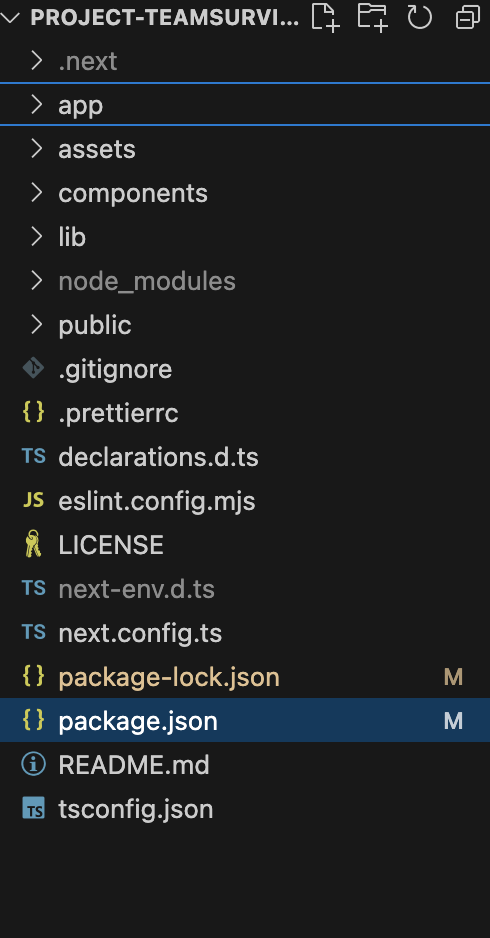 PROJECT-TEAMSURVI...
.next
app
assets
components
lib
node_modules
public
.gitignore
{} .prettierrc
TS declarations.d.ts
JS eslint.config.mjs
LICENSE
TS next-env.d.ts
TS next.config.ts
{} package-lock.json M
{} package.json M
README.md
TS tsconfig.json